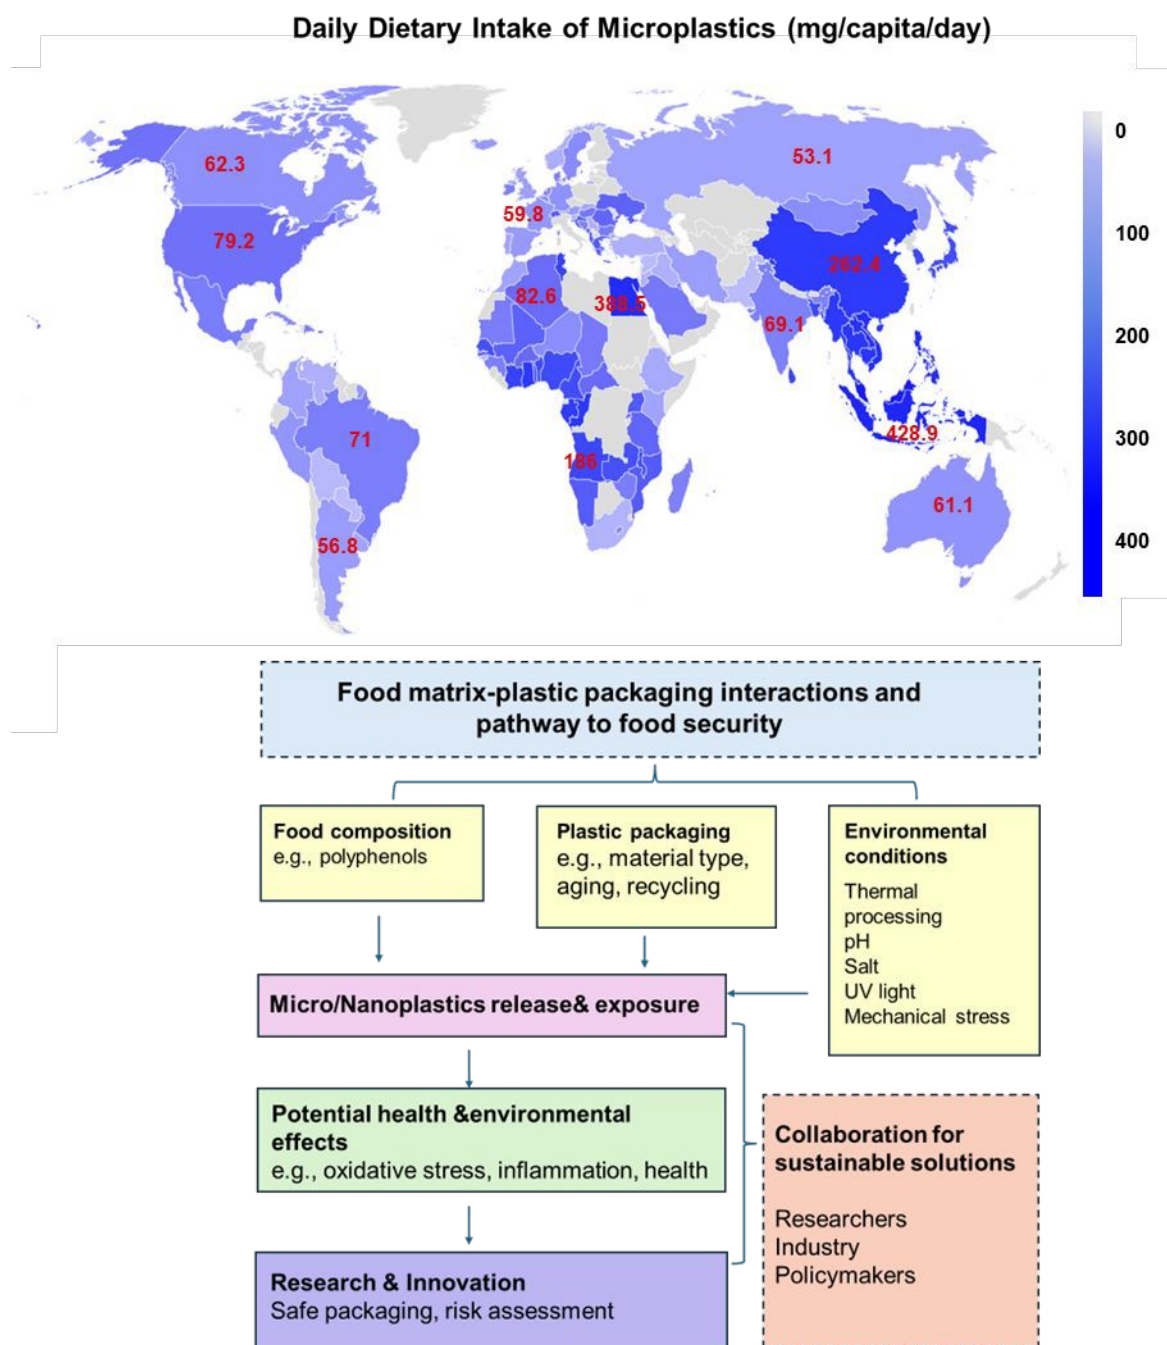 Daily Dietary Intake of Microplastics (mg/capita/day)
62.3
53.1
0
59.8
79.2
100
262.4
82.6
388.5
69.1
200
71
428.9
300
186
61.1
56.8
400
Food matrix-plastic packaging interactions and
pathway to food security
Food composition
e.g., polyphenols
Plastic packaging
e.g., material type,
aging, recycling
Environmental
conditions
Thermal
processing
pH
Salt
UV light
Mechanical stress
Micro/Nanoplastics release& exposure
Potential health &environmental
effects
e.g., oxidative stress, inflammation, health
Collaboration for
sustainable solutions
Researchers
Industry
Policymakers
Research & Innovation
Safe packaging, risk assessment